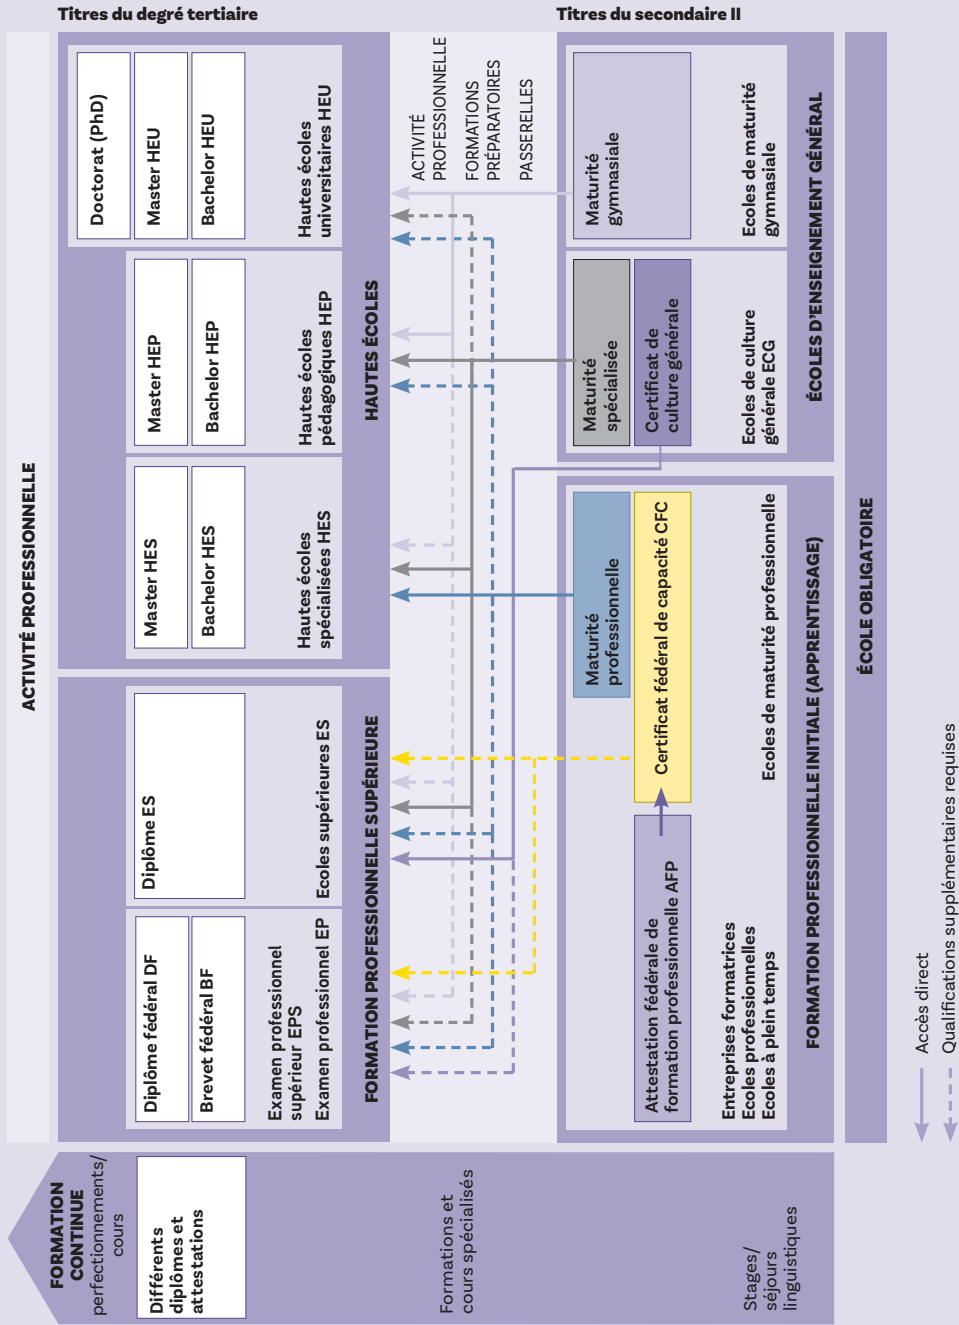 Titres du degré tertiaire
Titres du secondaire II
ACTIVITÉ PROFESSIONNELLE
Doctorat (PhD)
Master HEU
Bachelor HEU
Hautes écoles
universitaires HEU
Master HEP
Bachelor HEP
Hautes écoles
pédagogiques HEP
Master HES
Bachelor HES
Hautes écoles
spécialisées HES
HAUTES ÉCOLES
Diplôme ES
Ecoles supérieures ES
Diplôme fédéral DF
Brevet fédéral BF
Examen professionnel
supérieur EPS
Examen professionnel EP
FORMATION PROFESSIONNELLE SUPÉRIEURE
ACTIVITÉ
PROFESSIONNELLE
FORMATIONS
PRÉPARATOIRES
PASSERELLES
Maturité
gymnasiale
Ecoles de maturité
gymnasiale
Maturité
spécialisée
Certificat de
culture générale
Ecoles de culture
générale ECG
ÉCOLES D'ENSEIGNEMENT GÉNÉRAL
Maturité
professionnelle
Certificat fédéral de capacité CFC
Ecoles de maturité professionnelle
Attestation fédérale de
formation professionnelle AFP
Entreprises formatrices
Ecoles professionnelles
Ecoles à plein temps
FORMATION PROFESSIONNELLE INITIALE (APPRENTISSAGE)
ÉCOLE OBLIGATOIRE
FORMATION
CONTINUE
perfectionnements/
cours
Différents
diplômes et
attestations
Formations et
cours spécialisés
Stages/
séjours
linguistiques
Accès direct
Qualifications supplémentaires requises